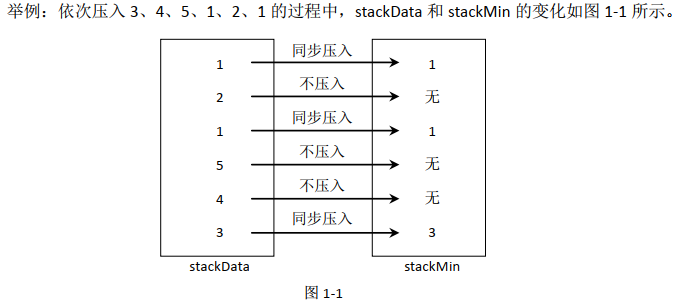 举例：依次压入 3、4、5、1、2、1 的过程中，stackData 和 stackMin 的变化如图 1-1 所示。
1 同步压入 1
2 不压入 无
1 同步压入 1
5 不压入 无
4 不压入 无
3 同步压入 3
stackData stackMin
图 1-1